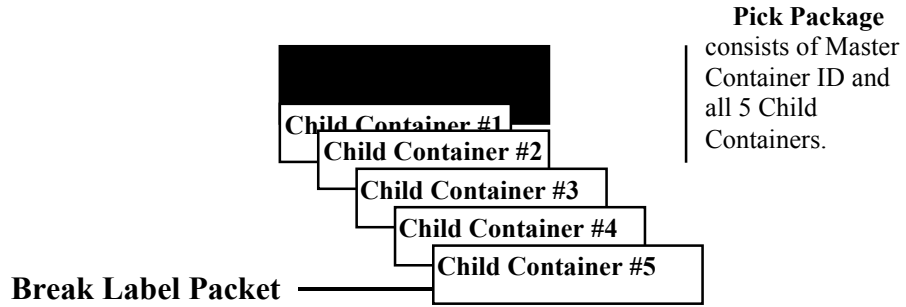 Pick Package
consists of Master
Container ID and
all 5 Child
Containers.
Child Container #1
Child Container #2
Child Container #3
Child Container #4
Child Container #5
Break Label Packet